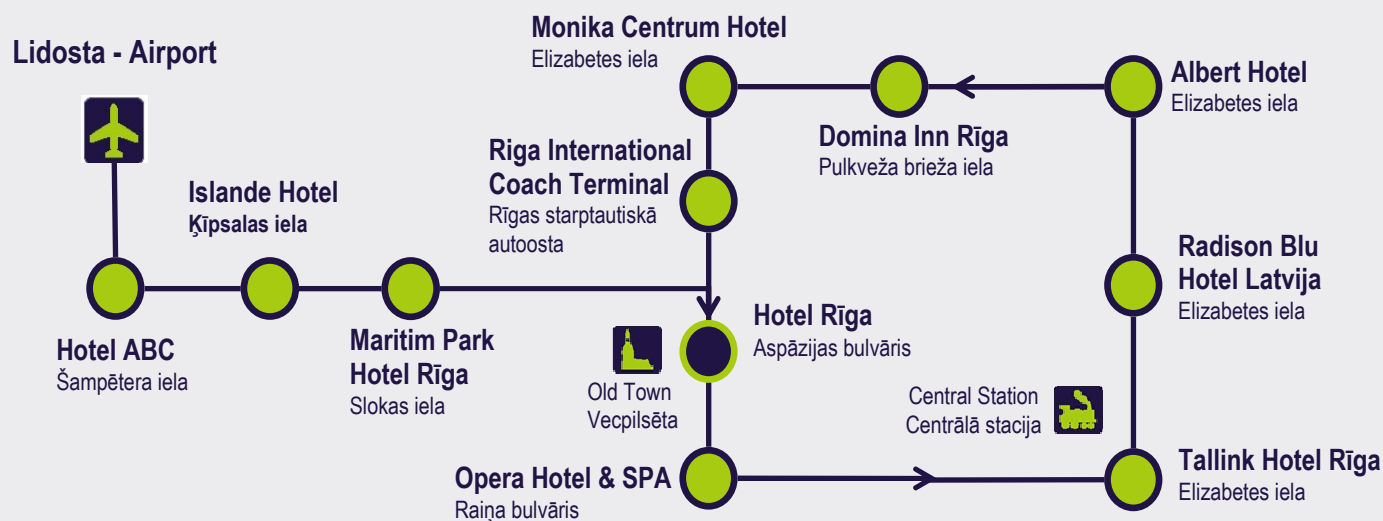 Lidosta - Airport
Monika Centrum Hotel
Elizabetes iela
Albert Hotel
Elizabetes iela
Domina Inn Rīga
Pulkveža brieža iela
Riga International
Coach Terminal
Rīgas starptautiskā
autoosta
Islande Hotel
Ķīpsalas iela
Radison Blu
Hotel Latvija
Elizabetes iela
Hotel ABC
Šampētera iela
Maritim Park
Hotel Rīga
Slokas iela
Hotel Rīga
Aspāzijas bulvāris
Old Town
Vecpilsēta
Central Station
Centrālā stacija
Opera Hotel & SPA
Raiņa bulvāris
Tallink Hotel Rīga
Elizabetes iela